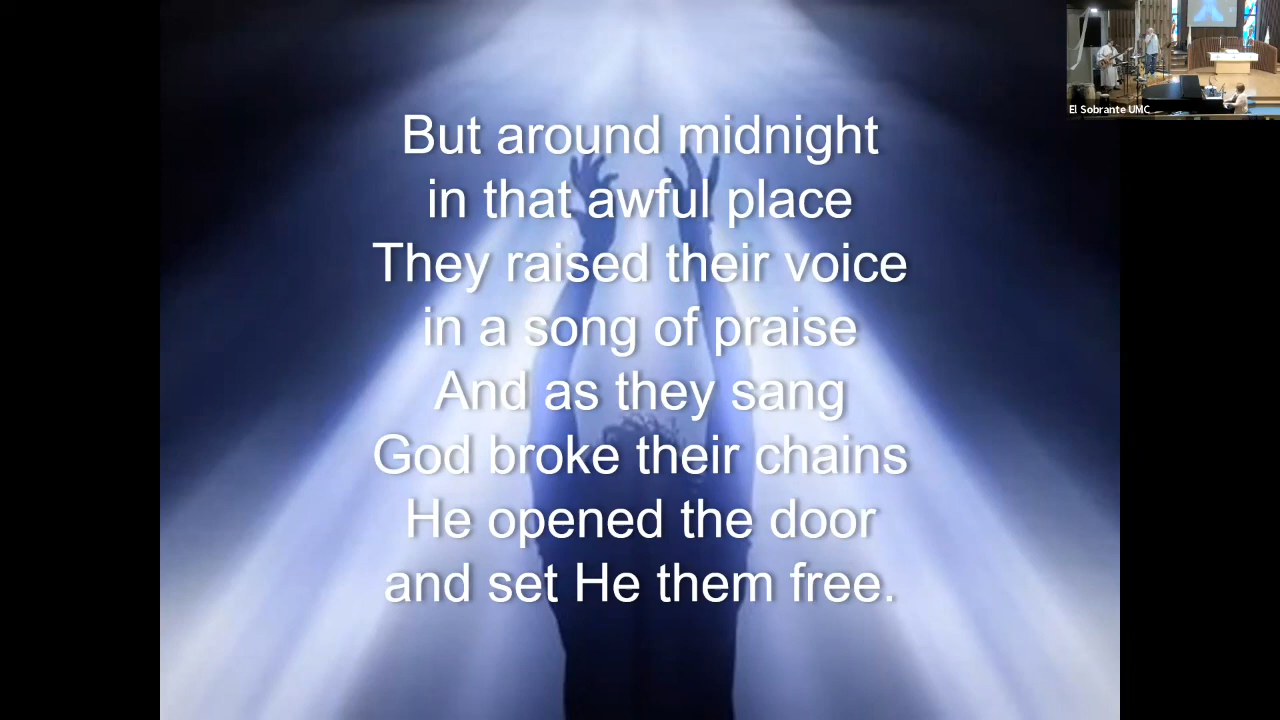 But around midnight
in that awful place
They raised their voice
in a song of praise
And as they sang
God broke their chains
He opened the door
and set He them free.
El Sobrante UMC